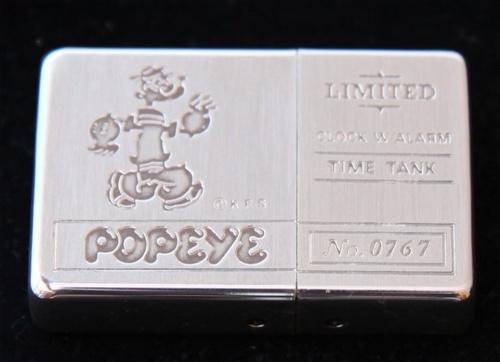 LIMITED
CLOCK W. ALARM
TIME TANK
© K.F.S
POPEYE
No. 0767